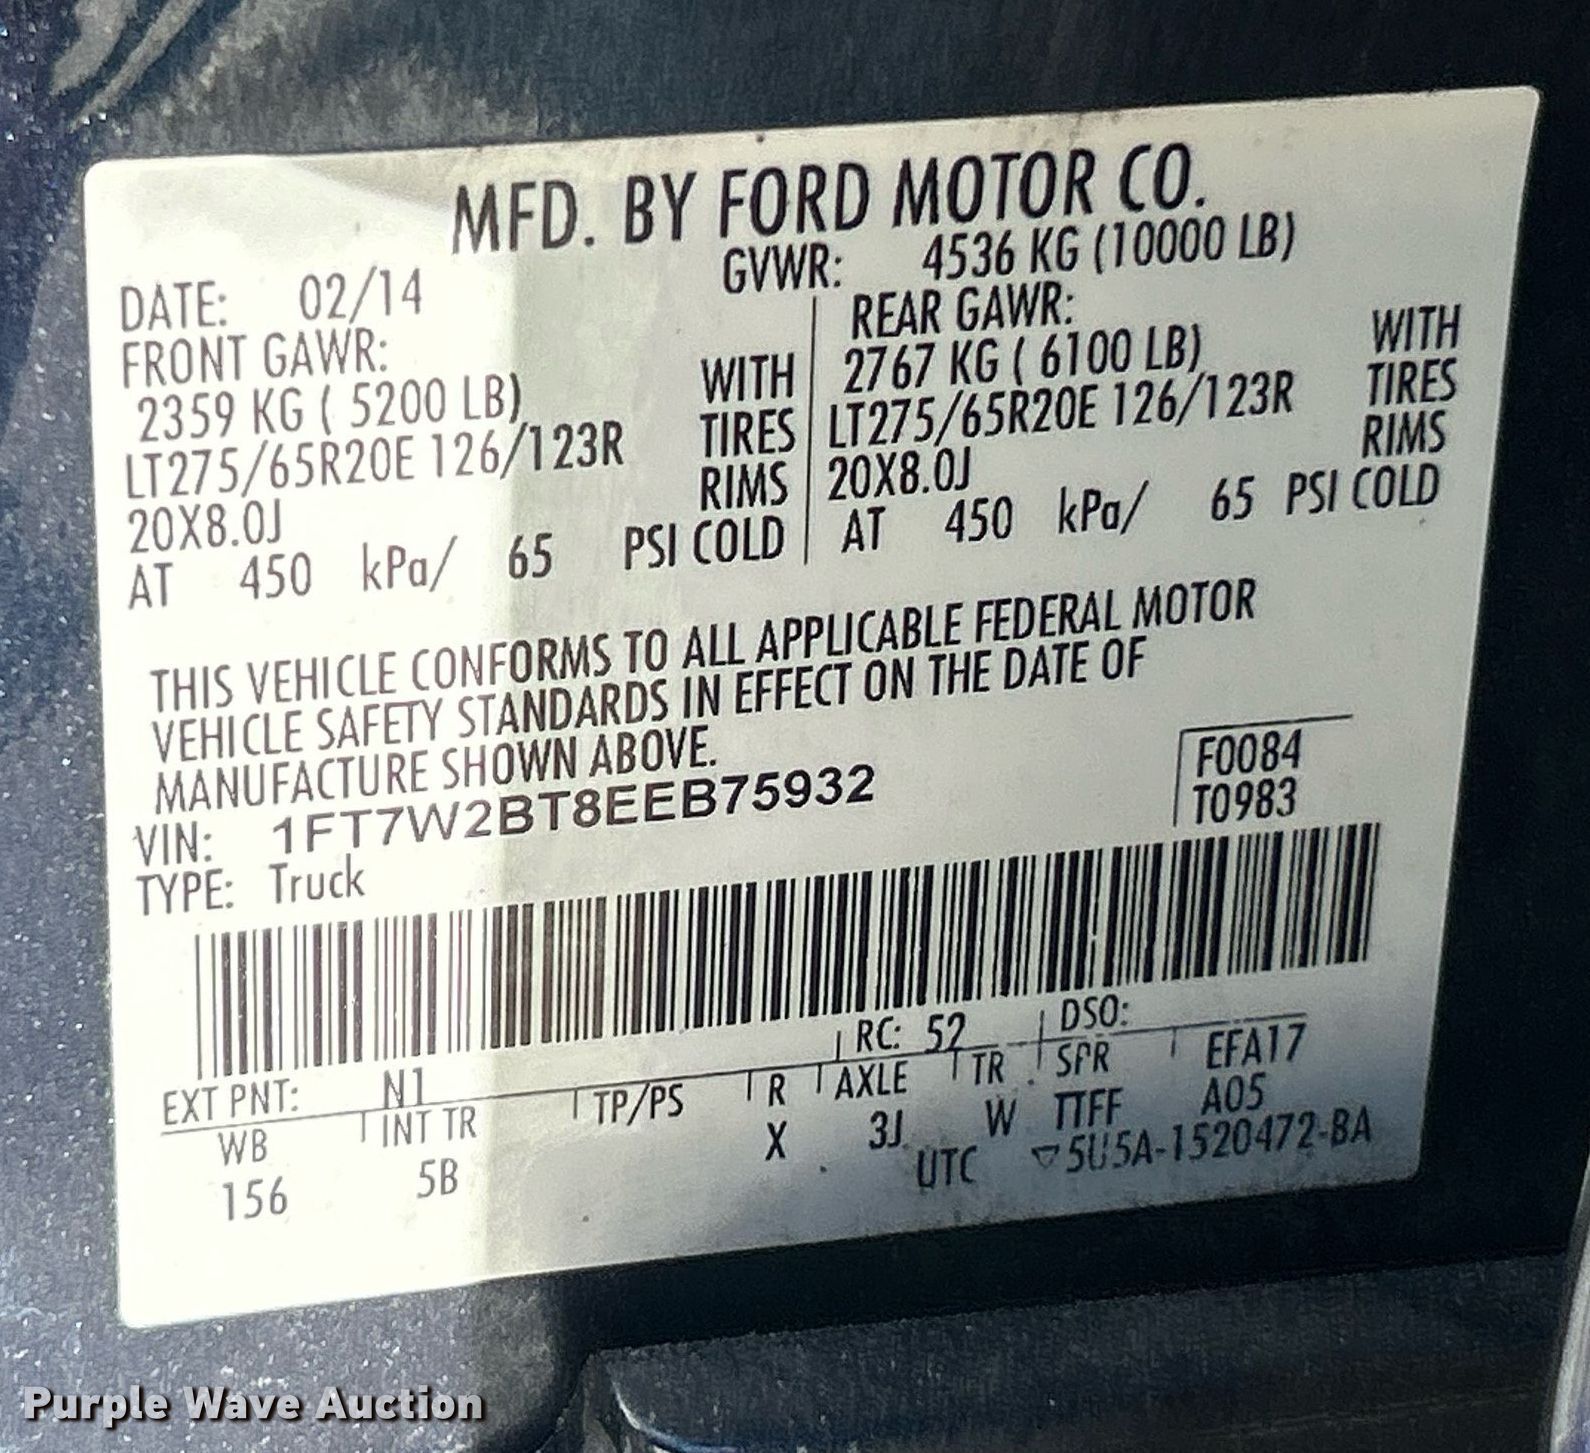 MFD. BY FORD MOTOR CO.
DATE: 02/14
GVWR: 4536 KG (10000 LB)
FRONT GAWR:
2359 KG ( 5200 LB) WITH
LT275/65R20E 126/123R TIRES
20X8.0J RIMS
AT 450 kPa/ 65 PSI COLD
REAR GAWR:
2767 KG ( 6100 LB) WITH
LT275/65R20E 126/123R TIRES
20X8.0J RIMS
AT 450 kPa/ 65 PSI COLD
THIS VEHICLE CONFORMS TO ALL APPLICABLE FEDERAL MOTOR
VEHICLE SAFETY STANDARDS IN EFFECT ON THE DATE OF
MANUFACTURE SHOWN ABOVE.
VIN: 1FT7W2BT8EEB75932
TYPE: Truck
F0084
T0983
EXT PNT: N1 RC: 52 DSO:
WB INT TR TP/PS R AXLE TR SPR EFA17
156 5B X 3J W TTFF A05
UTC ▽5U5A-1520472-BA
Purple Wave Auction